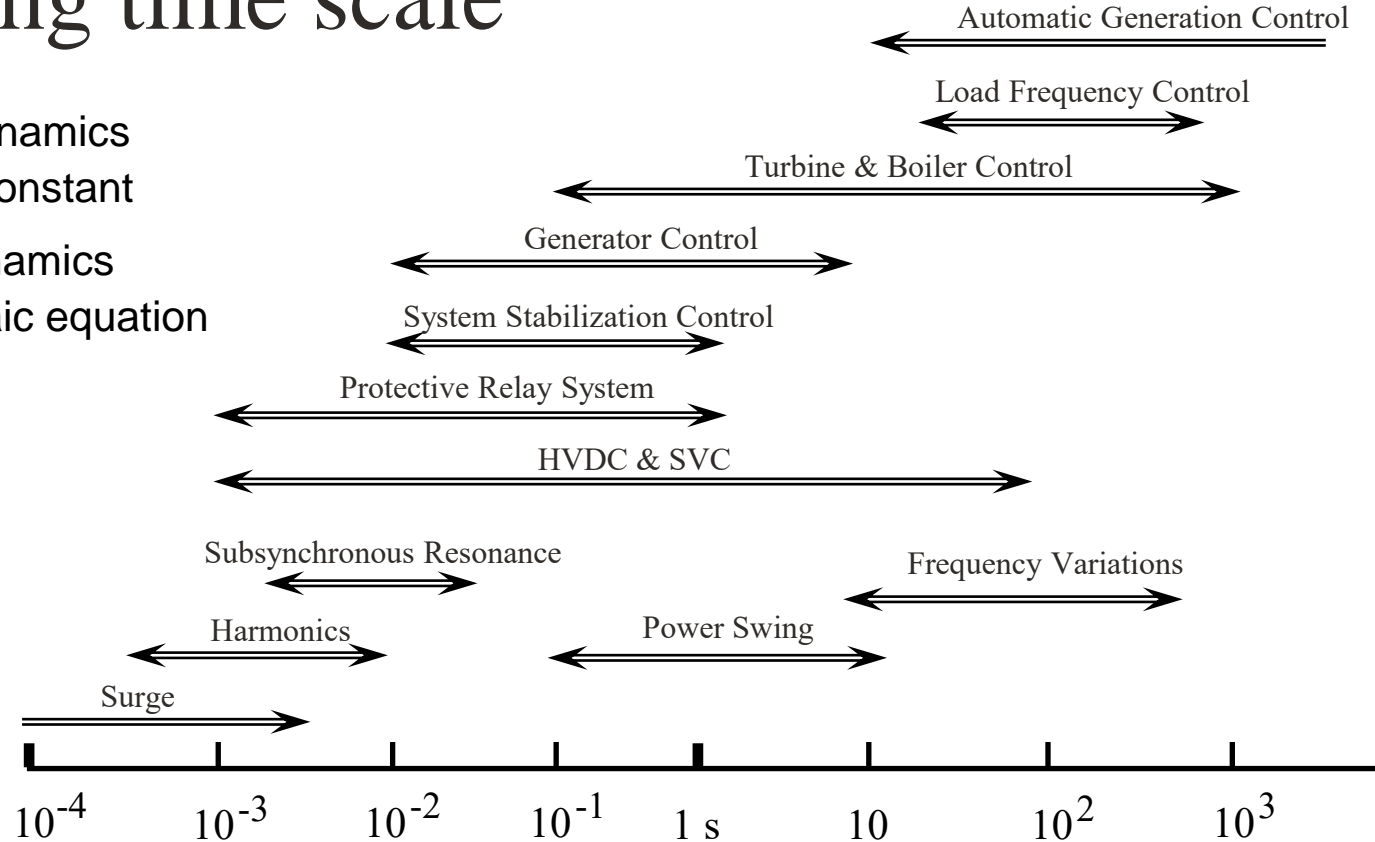 ng time scale
Automatic Generation Control
Load Frequency Control
namics
Turbine & Boiler Control
onstant
Generator Control
namics
System Stabilization Control
ic equation
Protective Relay System
HVDC & SVC
Subsynchronous Resonance
Frequency Variations
Harmonics
Power Swing
Surge
10⁻⁴ 10⁻³ 10⁻² 10⁻¹ 1 s 10 10² 10³